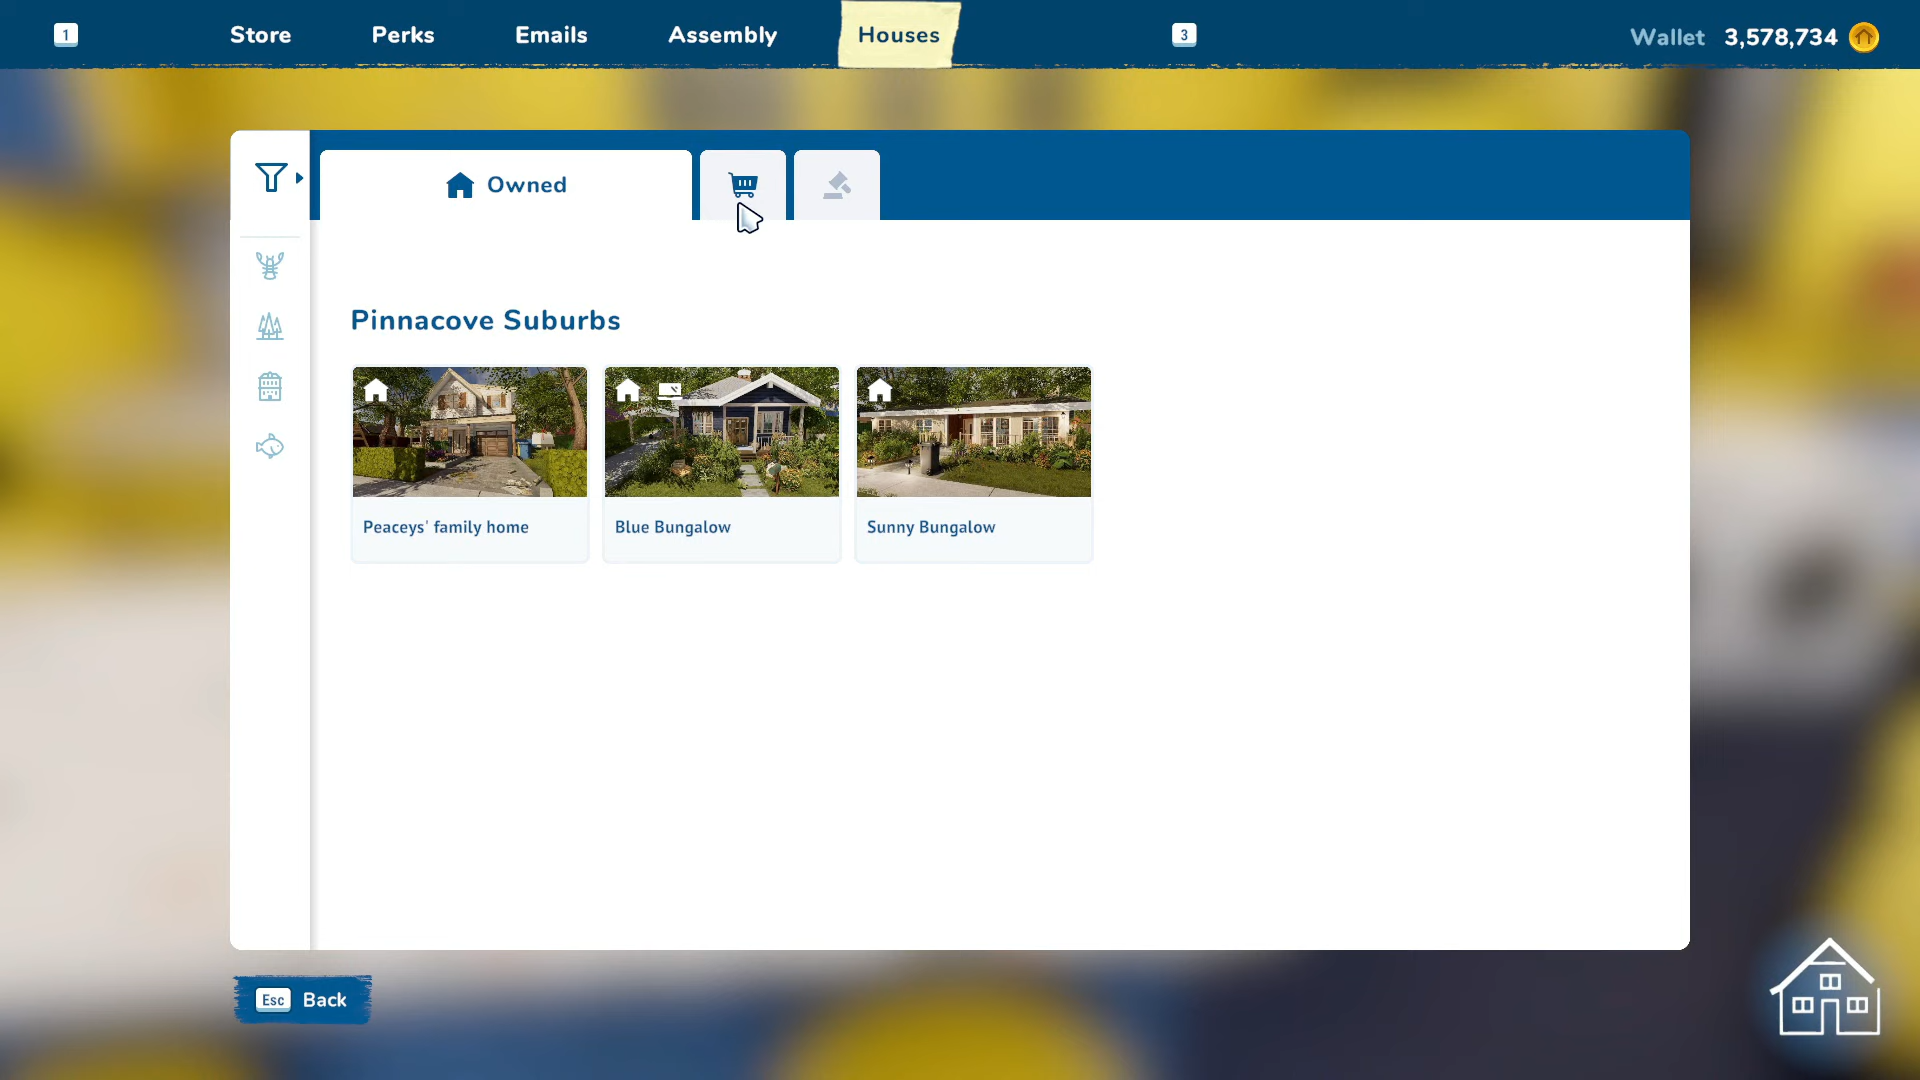 1
Store
Perks
Emails
Assembly
Houses
3
Wallet 3,578,734
Owned
Pinnacove Suburbs
Peaceys' family home
Blue Bungalow
Sunny Bungalow
Esc Back